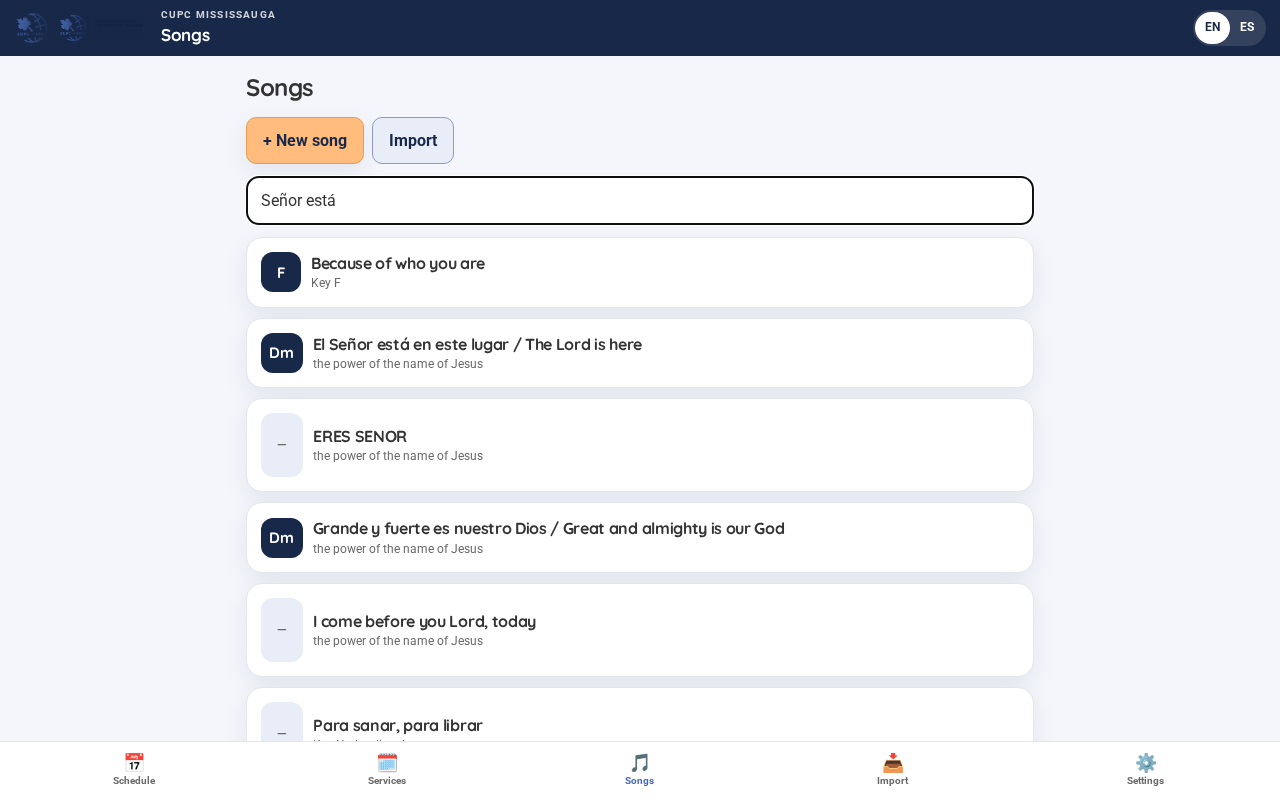 CUPC MISSISSAUGA
Songs
EN ES
Songs
+ New song
Import
Señor está
F
Because of who you are
Key F
Dm
El Señor está en este lugar / The Lord is here
the power of the name of Jesus
–
ERES SENOR
the power of the name of Jesus
Dm
Grande y fuerte es nuestro Dios / Great and almighty is our God
the power of the name of Jesus
–
I come before you Lord, today
the power of the name of Jesus
–
Para sanar, para librar
Schedule
Services
Songs
Import
Settings